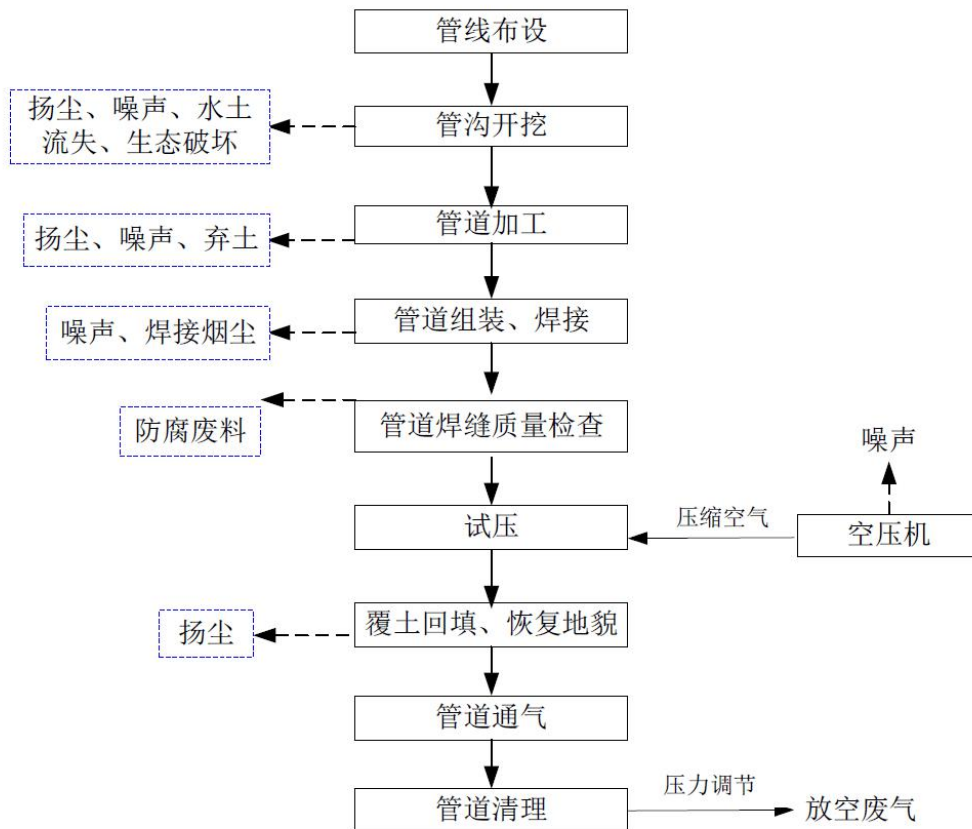 管线布设
扬尘、噪声、水土
流失、生态破坏
管沟开挖
扬尘、噪声、弃土
管道加工
噪声、焊接烟尘
管道组装、焊接
防腐废料
管道焊缝质量检查
噪声
试压
压缩空气
空压机
扬尘
覆土回填、恢复地貌
管道通气
管道清理
压力调节
放空废气